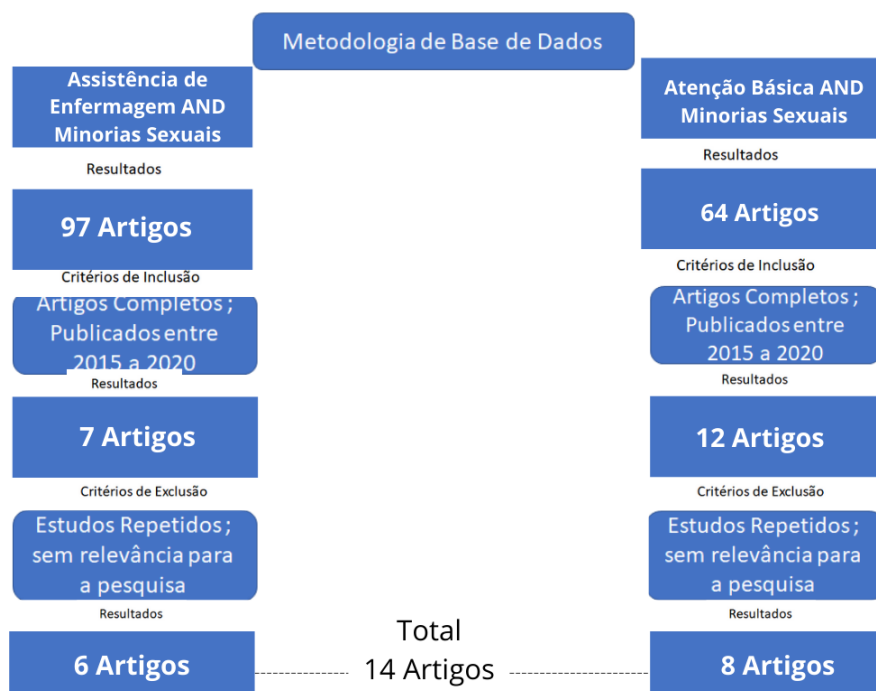 Metodologia de Base de Dados
Assistência de
Enfermagem AND
Minorias Sexuais
Resultados
97 Artigos
Critérios de Inclusão
Artigos Completos ;
Publicados entre
2015 a 2020
Resultados
7 Artigos
Critérios de Exclusão
Estudos Repetidos ;
sem relevância para
a pesquisa
Resultados
6 Artigos
Atenção Básica AND
Minorias Sexuais
Resultados
64 Artigos
Critérios de Inclusão
Artigos Completos ;
Publicados entre
2015 a 2020
Resultados
12 Artigos
Critérios de Exclusão
Estudos Repetidos ;
sem relevância para
a pesquisa
Resultados
8 Artigos
Total
14 Artigos